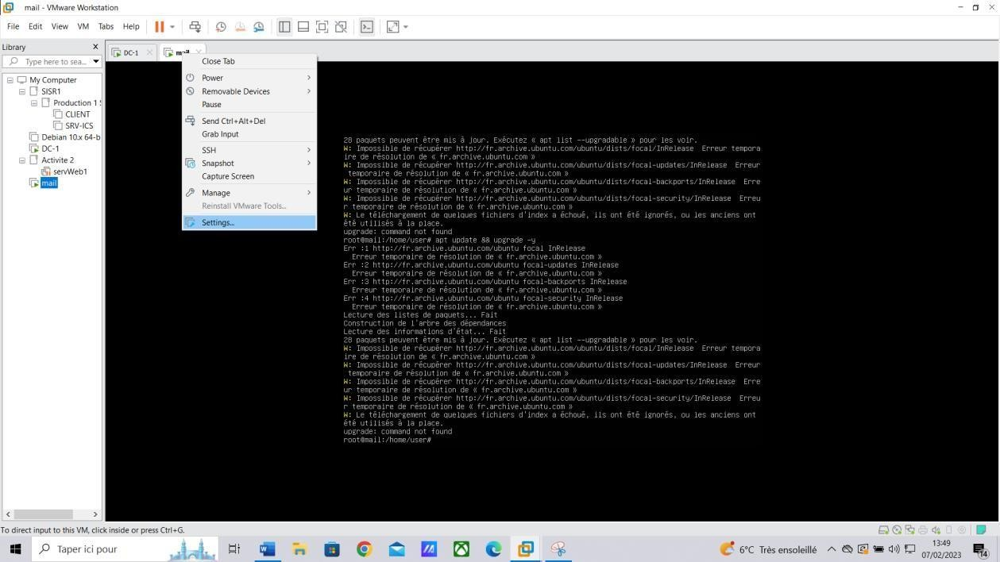 mail - VMware Workstation
File Edit View VM Tabs Help
Library
Type here to sea...
DC-1
mail
My Computer
SISR1
Production 1
CLIENT
SRV-ICS
Debian 10.x 64-b
DC-1
Activite 2
servWeb1
mail
Close Tab
Power
Removable Devices
Pause
Send Ctrl+Alt+Del
Grab Input
SSH
Snapshot
Capture Screen
Manage
Reinstall VMware Tools...
Settings...
28 paquets peuvent être mis à jour. Exécutez « apt list --upgradable » pour les voir.
W: Impossible de récupérer http://fr.archive.ubuntu.com/ubuntu/dists/focal/InRelease Erreur tempora
ire de résolution de « fr.archive.ubuntu.com »
W: Impossible de récupérer http://fr.archive.ubuntu.com/ubuntu/dists/focal-updates/InRelease Erreur
temporaire de résolution de « fr.archive.ubuntu.com »
W: Impossible de récupérer http://fr.archive.ubuntu.com/ubuntu/dists/focal-backports/InRelease Erre
ur temporaire de résolution de « fr.archive.ubuntu.com »
W: Impossible de récupérer http://fr.archive.ubuntu.com/ubuntu/dists/focal-security/InRelease Erreu
r temporaire de résolution de « fr.archive.ubuntu.com »
W: Le téléchargement de quelques fichiers d'index a échoué, ils ont été ignorés, ou les anciens ont
été utilisés à la place.
upgrade: command not found
root@mail:/home/user# apt update && upgrade -y
Err :1 http://fr.archive.ubuntu.com/ubuntu focal InRelease
Erreur temporaire de résolution de « fr.archive.ubuntu.com »
Err :2 http://fr.archive.ubuntu.com/ubuntu focal-updates InRelease
Erreur temporaire de résolution de « fr.archive.ubuntu.com »
Err :3 http://fr.archive.ubuntu.com/ubuntu focal-backports InRelease
Erreur temporaire de résolution de « fr.archive.ubuntu.com »
Err :4 http://fr.archive.ubuntu.com/ubuntu focal-security InRelease
Erreur temporaire de résolution de « fr.archive.ubuntu.com »
Lecture des listes de paquets... Fait
Construction de l'arbre des dépendances
Lecture des informations d'état... Fait
28 paquets peuvent être mis à jour. Exécutez « apt list --upgradable » pour les voir.
W: Impossible de récupérer http://fr.archive.ubuntu.com/ubuntu/dists/focal/InRelease Erreur tempora
ire de résolution de « fr.archive.ubuntu.com »
W: Impossible de récupérer http://fr.archive.ubuntu.com/ubuntu/dists/focal-updates/InRelease Erreur
temporaire de résolution de « fr.archive.ubuntu.com »
W: Impossible de récupérer http://fr.archive.ubuntu.com/ubuntu/dists/focal-backports/InRelease Erre
ur temporaire de résolution de « fr.archive.ubuntu.com »
W: Impossible de récupérer http://fr.archive.ubuntu.com/ubuntu/dists/focal-security/InRelease Erreu
r temporaire de résolution de « fr.archive.ubuntu.com »
W: Le téléchargement de quelques fichiers d'index a échoué, ils ont été ignorés, ou les anciens ont
été utilisés à la place.
upgrade: command not found
root@mail:/home/user#
To direct input to this VM, click inside or press Ctrl+G.
Taper ici pour
6°C Très ensoleillé
13:49
07/02/2023
14